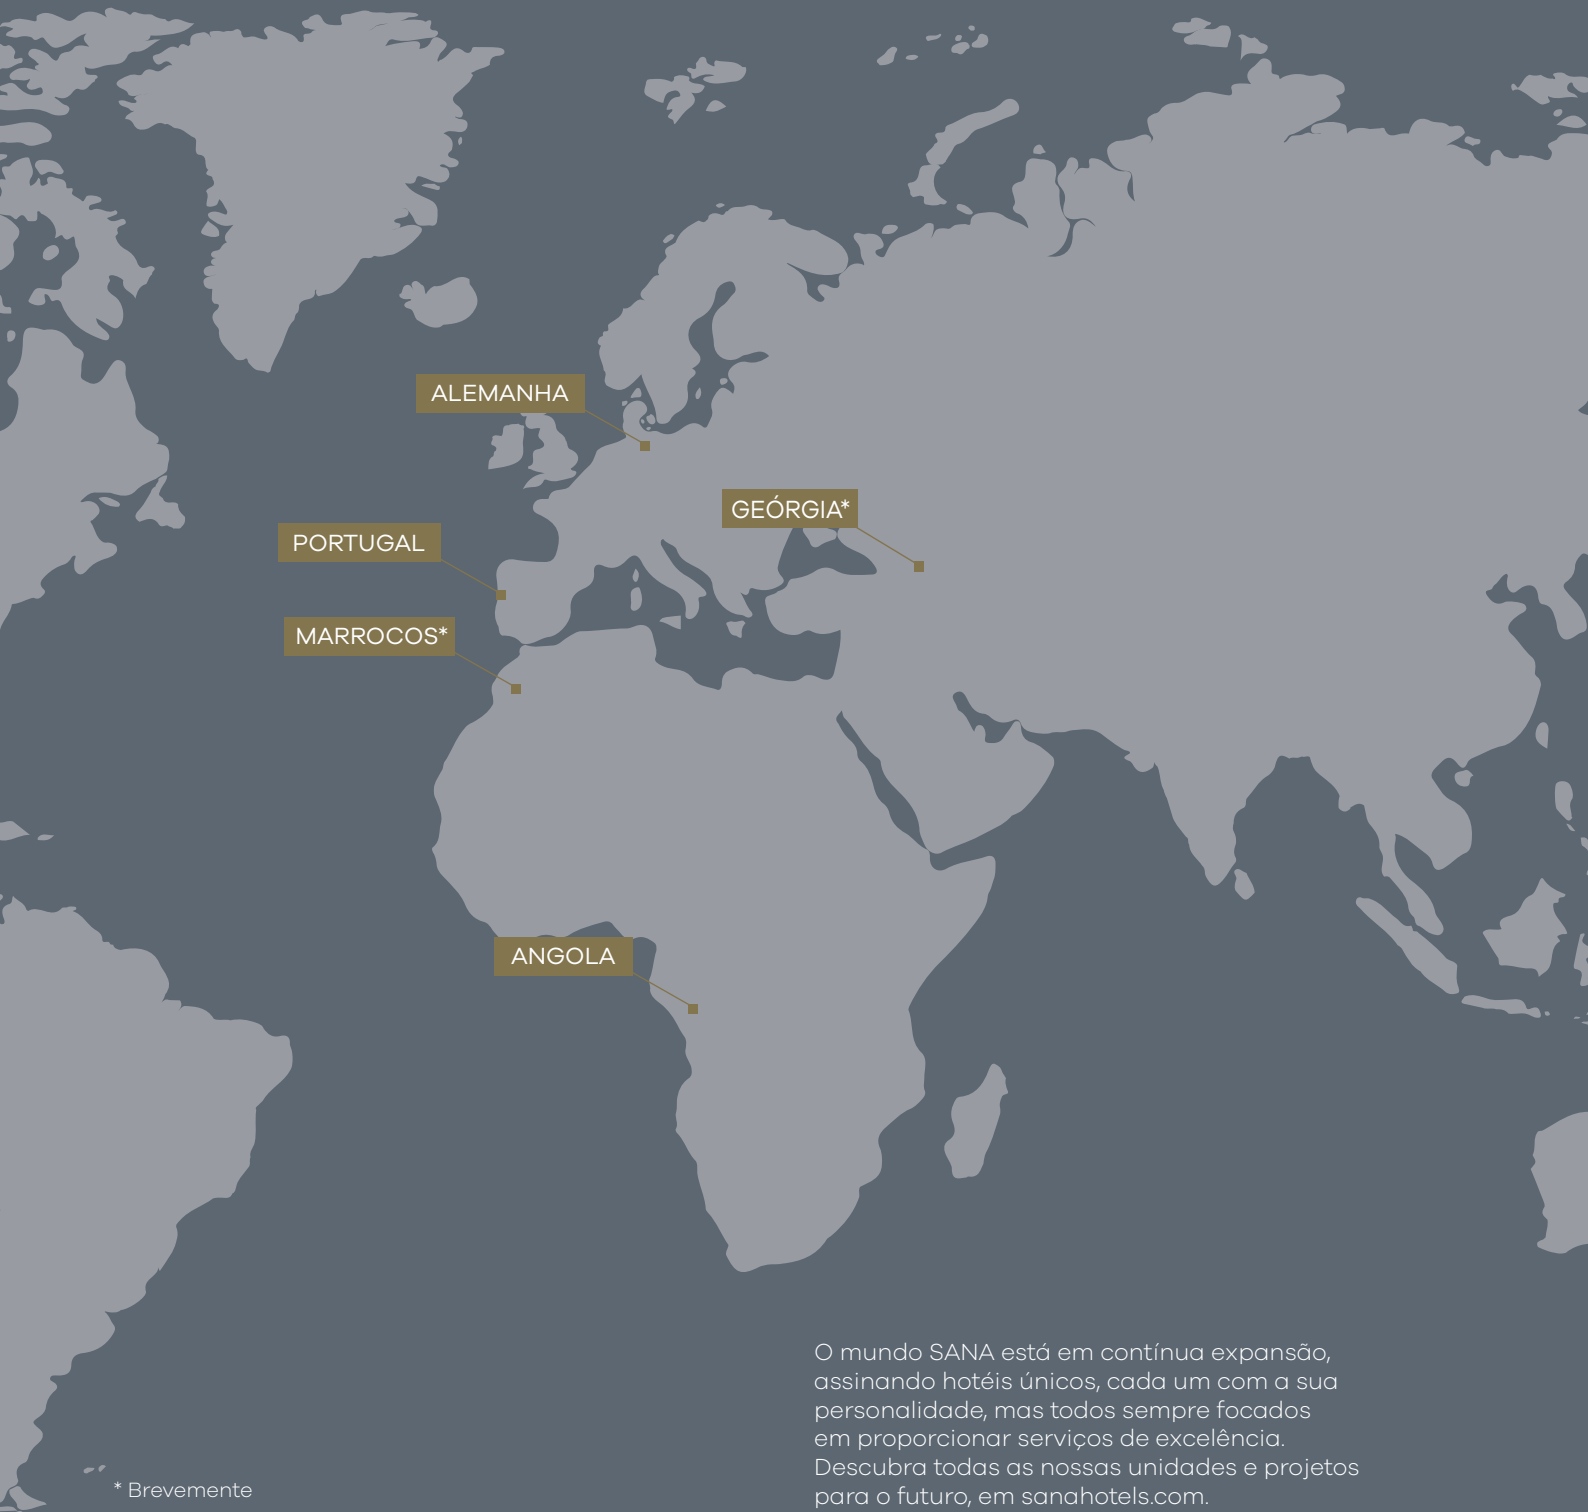 ALEMANHA
GEÓRGIA*
PORTUGAL
MARROCOS*
ANGOLA
O mundo SANA está em contínua expansão,
assinando hotéis únicos, cada um com a sua
personalidade, mas todos sempre focados
em proporcionar serviços de excelência.
Descubra todas as nossas unidades e projetos
para o futuro, em sanahotels.com.
* Brevemente